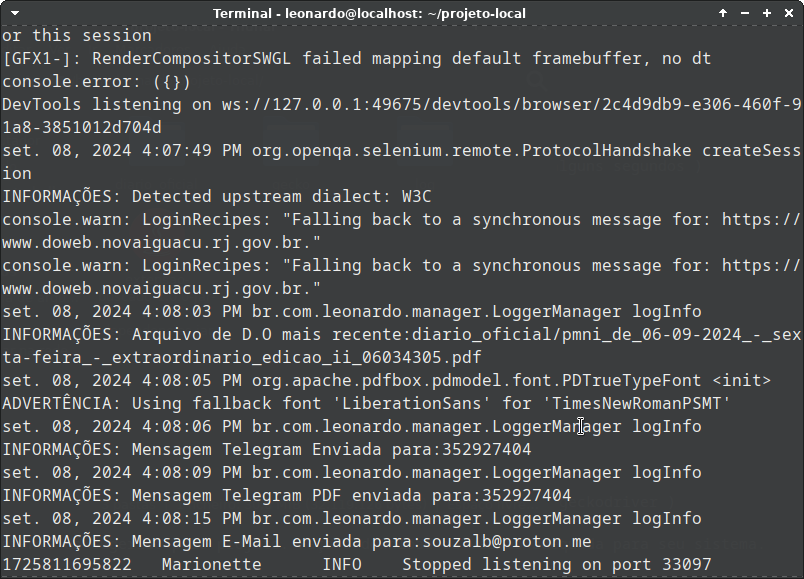 Terminal - leonardo@localhost: ~/projeto-local
or this session
[GFX1-]: RenderCompositorSWGL failed mapping default framebuffer, no dt
console.error: ({})
DevTools listening on ws://127.0.0.1:49675/devtools/browser/2c4d9db9-e306-460f-9
1a8-3851012d704d
set. 08, 2024 4:07:49 PM org.openqa.selenium.remote.ProtocolHandshake createSess
ion
INFORMAÇÕES: Detected upstream dialect: W3C
console.warn: LoginRecipes: "Falling back to a synchronous message for: https://
www.doweb.novaiguacu.rj.gov.br."
console.warn: LoginRecipes: "Falling back to a synchronous message for: https://
www.doweb.novaiguacu.rj.gov.br."
set. 08, 2024 4:08:03 PM br.com.leonardo.manager.LoggerManager logInfo
INFORMAÇÕES: Arquivo de D.O mais recente:diario_oficial/pmni_de_06-09-2024_-_sex
ta-feira_-_extraordinario_edicao_ii_06034305.pdf
set. 08, 2024 4:08:05 PM org.apache.pdfbox.pdmodel.font.PDTrueTypeFont <init>
ADVERTÊNCIA: Using fallback font 'LiberationSans' for 'TimesNewRomanPSMT'
set. 08, 2024 4:08:06 PM br.com.leonardo.manager.LoggerManager logInfo
INFORMAÇÕES: Mensagem Telegram Enviada para:352927404
set. 08, 2024 4:08:09 PM br.com.leonardo.manager.LoggerManager logInfo
INFORMAÇÕES: Mensagem Telegram PDF enviada para:352927404
set. 08, 2024 4:08:15 PM br.com.leonardo.manager.LoggerManager logInfo
INFORMAÇÕES: Mensagem E-Mail enviada para:souzalb@proton.me
1725811695822   Marionette      INFO    Stopped listening on port 33097